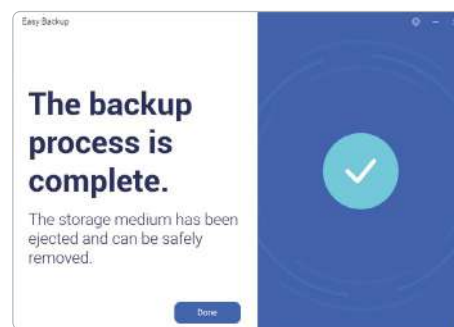 Easy Backup
The backup
process is
complete.
The storage medium has been
ejected and can be safely
removed.
Done